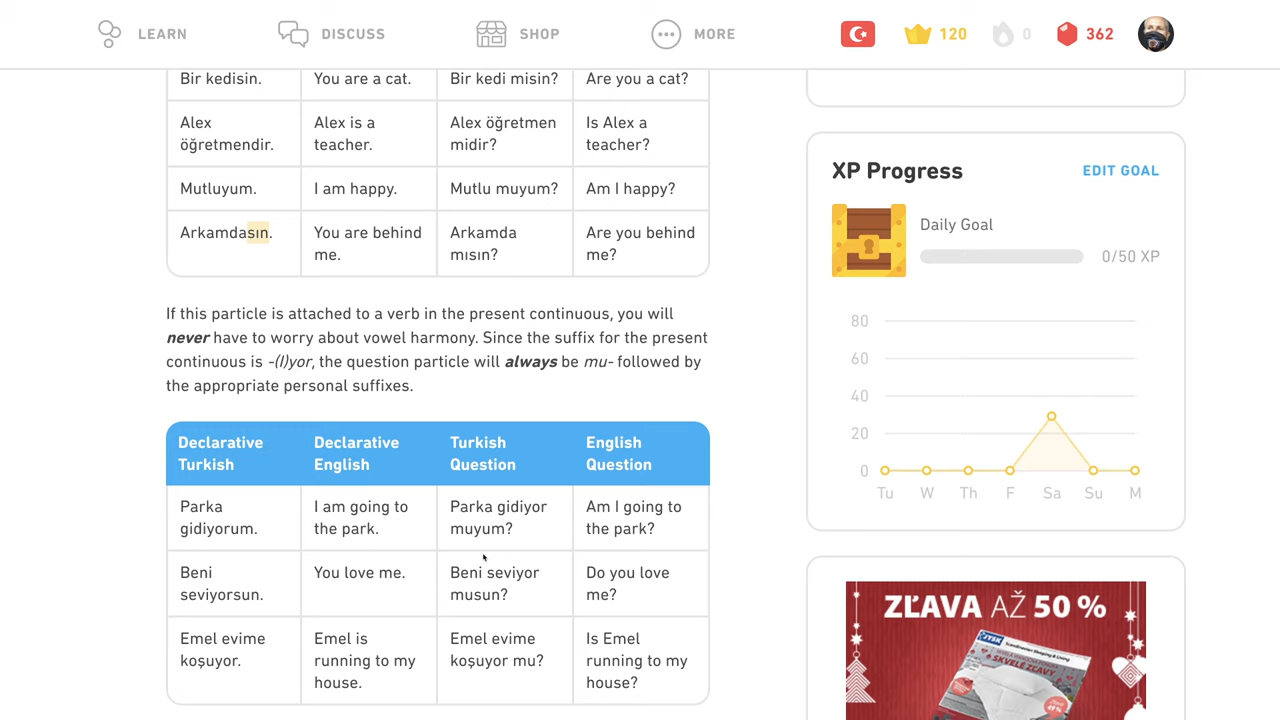 LEARN DISCUSS SHOP MORE 120 0 362
Bir kedisin. You are a cat. Bir kedi misin? Are you a cat?
Alex öğretmendir. Alex is a teacher. Alex öğretmen midir? Is Alex a teacher?
Mutluyum. I am happy. Mutlu muyum? Am I happy?
Arkamdasın. You are behind me. Arkamda mısın? Are you behind me?
If this particle is attached to a verb in the present continuous, you will
never have to worry about vowel harmony. Since the suffix for the present
continuous is -(I)yor, the question particle will always be mu- followed by
the appropriate personal suffixes.
Declarative Turkish Declarative English Turkish Question English Question
Parka gidiyorum. I am going to the park. Parka gidiyor muyum? Am I going to the park?
Beni seviyorsun. You love me. Beni seviyor musun? Do you love me?
Emel evime koşuyor. Emel is running to my house. Emel evime koşuyor mu? Is Emel running to my house?
XP Progress EDIT GOAL
Daily Goal
0/50 XP
80
60
40
20
0
Tu W Th F Sa Su M
ZĽAVA AŽ 50 %
JYSK